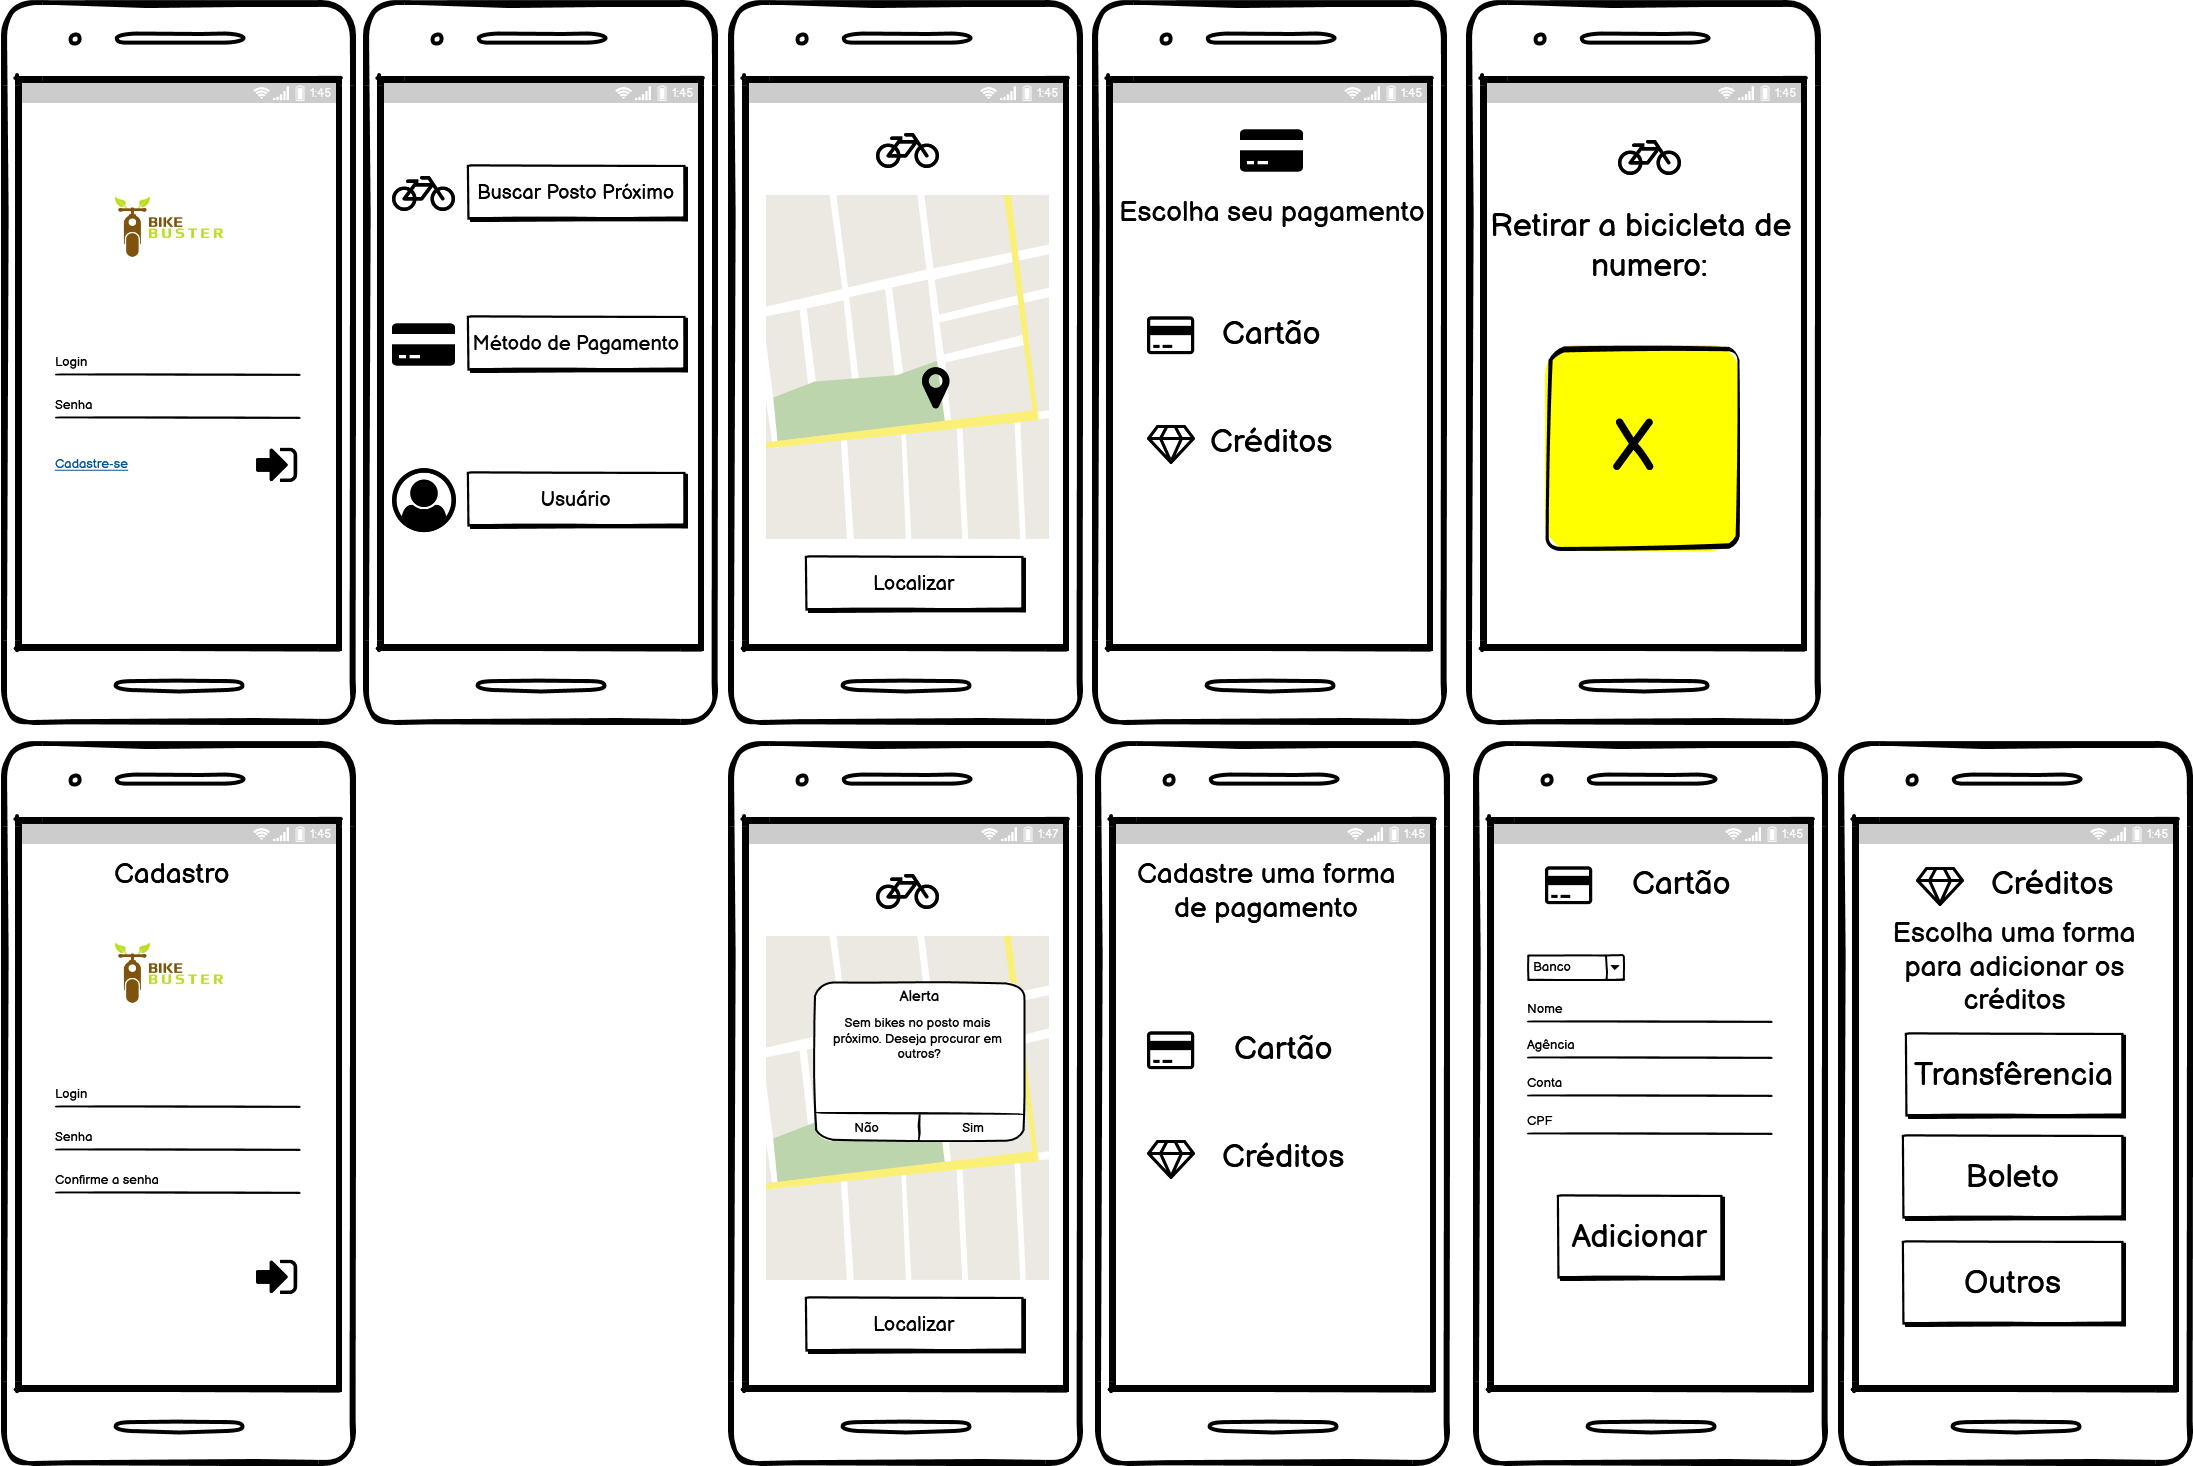 1:45
BIKE
BUSTER
Login
Senha
Cadastre-se
1:45
Buscar Posto Próximo
Método de Pagamento
Usuário
1:45
Localizar
1:45
Escolha seu pagamento
Cartão
Créditos
1:45
Retirar a bicicleta de
numero:
X
1:45
Cadastro
BIKE
BUSTER
Login
Senha
Confirme a senha
1:47
Alerta
Sem bikes no posto mais
próximo. Deseja procurar em
outros?
Não
Sim
Localizar
1:45
Cadastre uma forma
de pagamento
Cartão
Créditos
1:45
Cartão
Banco
Nome
Agência
Conta
CPF
Adicionar
1:45
Créditos
Escolha uma forma
para adicionar os
créditos
Transfêrencia
Boleto
Outros